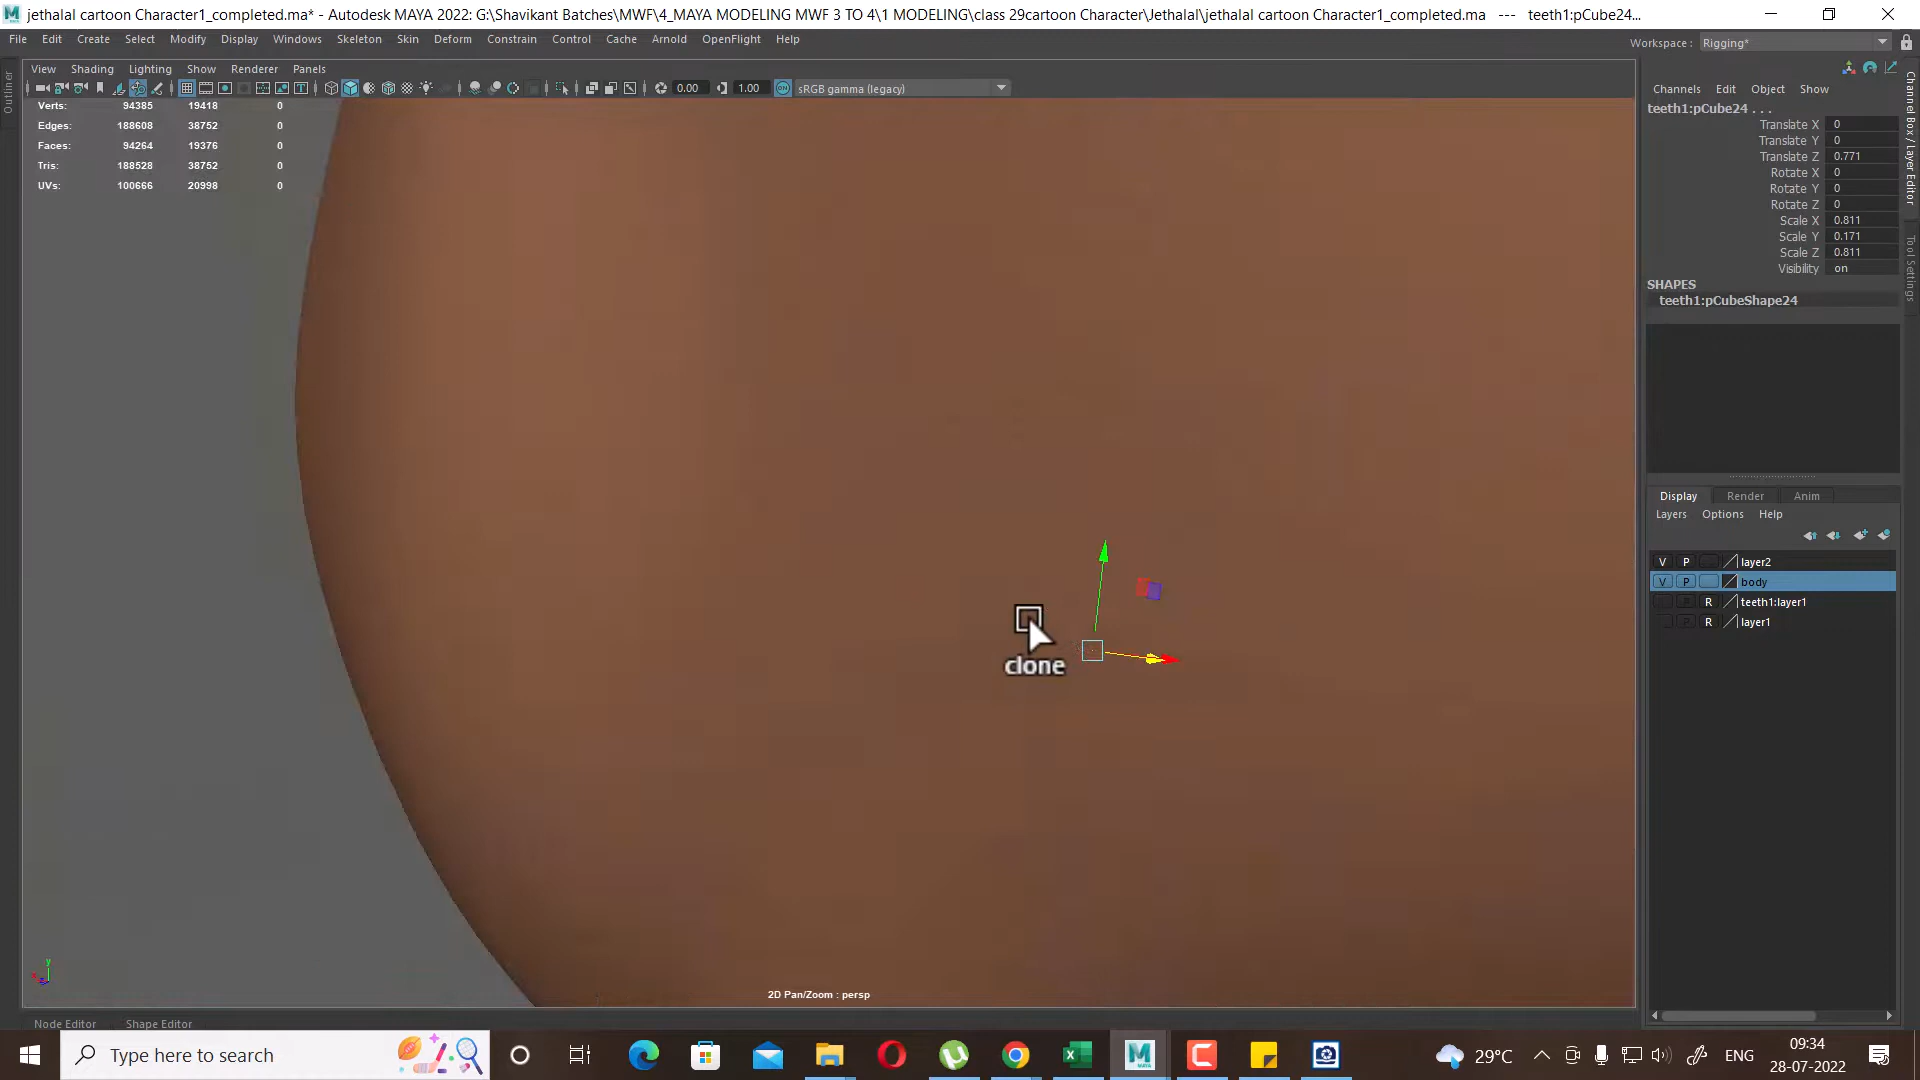 jethalal cartoon Character1_completed.ma* - Autodesk MAYA 2022: G:\Shavikant Batches\MWF\4_MAYA MODELING MWF 3 TO 4\1 MODELING\class 29cartoon Character\Jethalal\jethalal cartoon Character1_completed.ma --- teeth1:pCube24...
File Edit Create Select Modify Display Windows Skeleton Skin Deform Constrain Control Cache Arnold OpenFlight Help
Workspace : Rigging*
View Shading Lighting Show Renderer Panels
0.00 1.00 sRGB gamma (legacy)
Outliner
Verts: 94385 19418 0
Edges: 188608 38752 0
Faces: 94264 19376 0
Tris: 188528 38752 0
UVs: 100666 20998 0
clone
2D Pan/Zoom : persp
Channels Edit Object Show
teeth1:pCube24 . . .
Translate X 0
Translate Y 0
Translate Z 0.771
Rotate X 0
Rotate Y 0
Rotate Z 0
Scale X 0.811
Scale Y 0.171
Scale Z 0.811
Visibility on
SHAPES
teeth1:pCubeShape24
Channel Box / Layer Editor
Tool Settings
Display Render Anim
Layers Options Help
V P layer2
V P body
P R teeth1:layer1
P R layer1
Node Editor Shape Editor
Type here to search
29°C ENG
09:34
28-07-2022